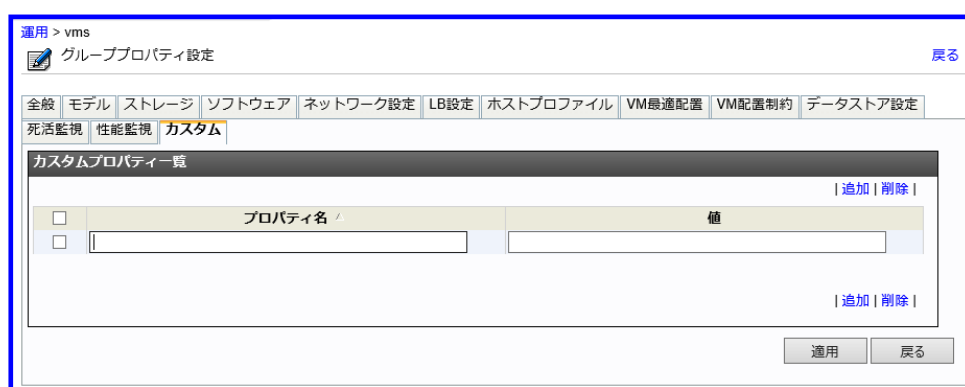 運用 > vms
グループプロパティ設定 戻る
全般 モデル ストレージ ソフトウェア ネットワーク設定 LB設定 ホストプロファイル VM最適配置 VM配置制約 データストア設定
死活監視 性能監視 カスタム
カスタムプロパティ一覧
| 追加 | 削除 |
プロパティ名 値
| 追加 | 削除 |
適用 戻る